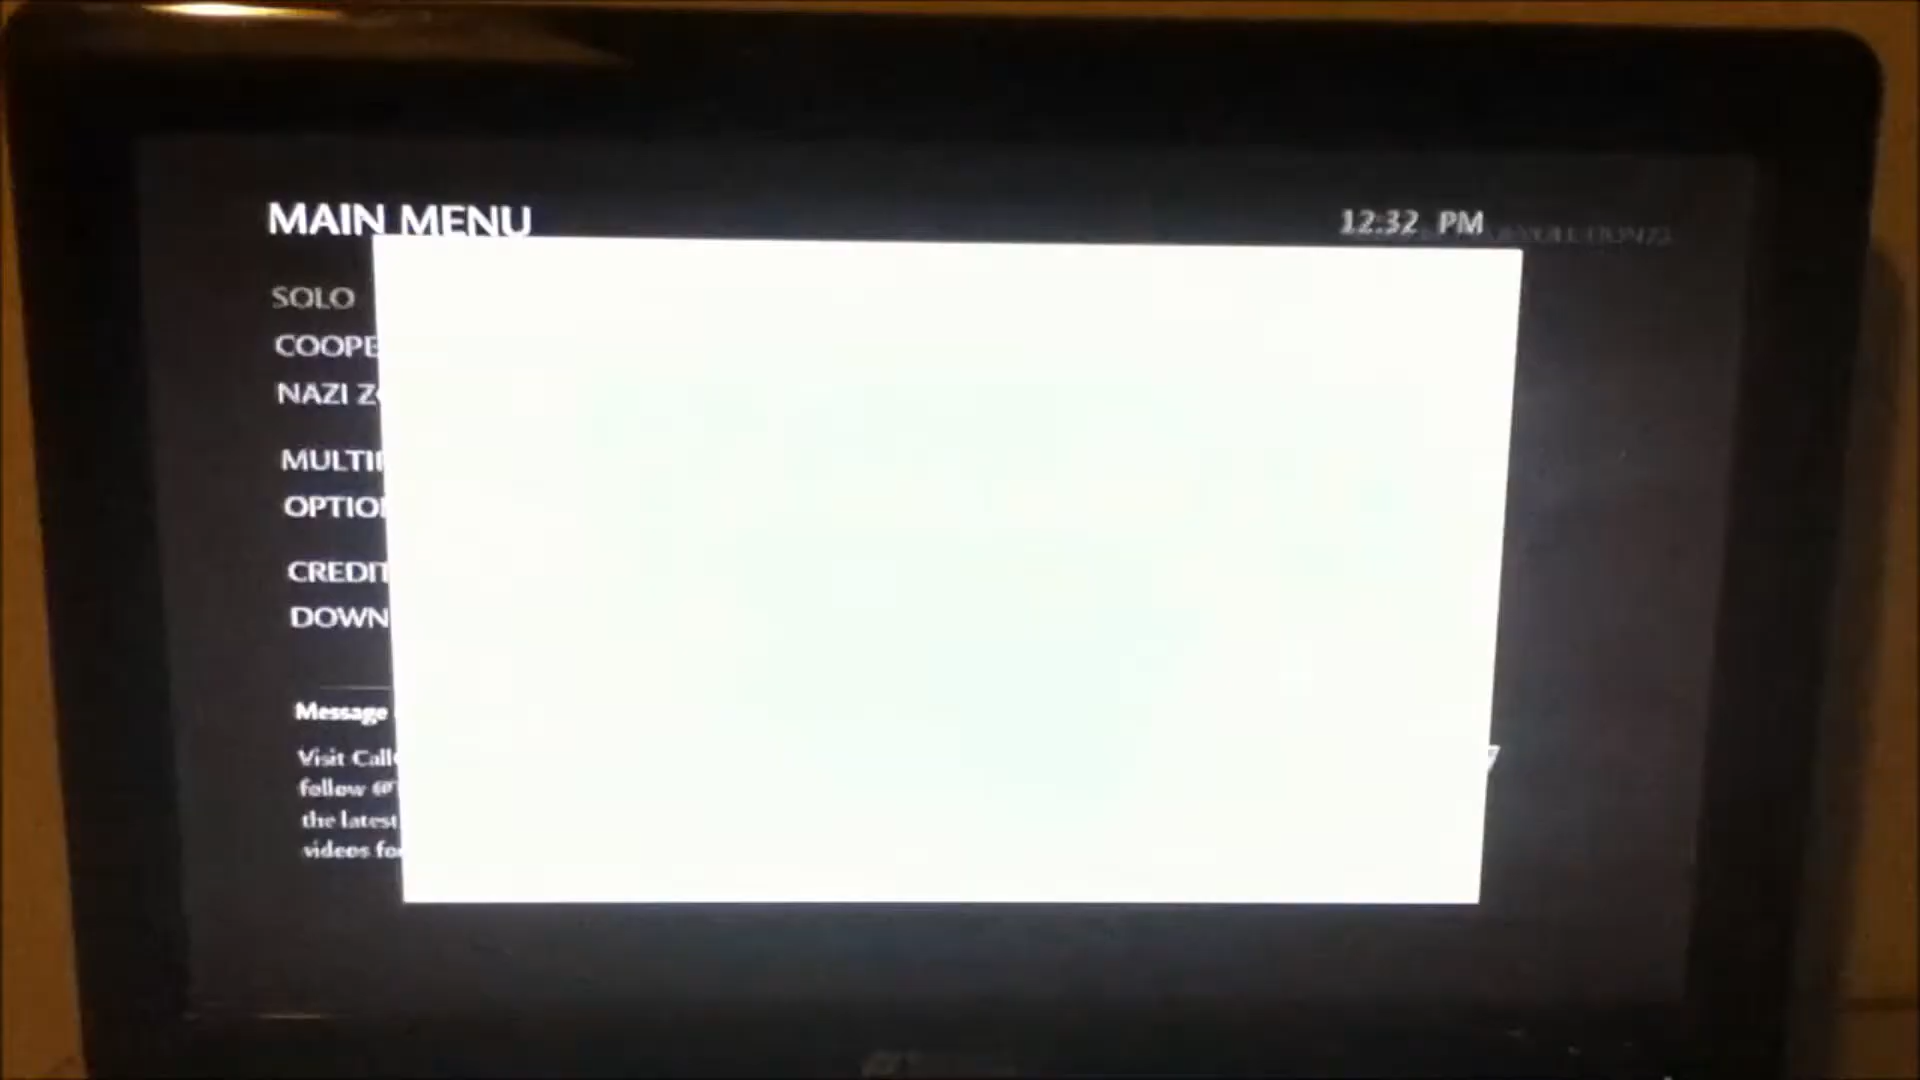 MAIN MENU
12:32 PM
SOLO
COOPE
NAZI Z
MULTI
OPTIO
CREDIT
DOWN
Message
Visit Call
follow @
the latest
videos fo